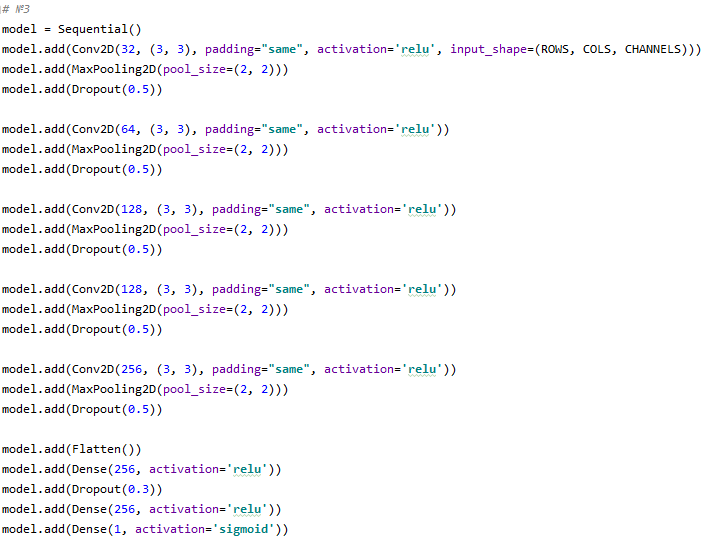 # №3
model = Sequential()
model.add(Conv2D(32, (3, 3), padding="same", activation='relu', input_shape=(ROWS, COLS, CHANNELS)))
model.add(MaxPooling2D(pool_size=(2, 2)))
model.add(Dropout(0.5))
model.add(Conv2D(64, (3, 3), padding="same", activation='relu'))
model.add(MaxPooling2D(pool_size=(2, 2)))
model.add(Dropout(0.5))
model.add(Conv2D(128, (3, 3), padding="same", activation='relu'))
model.add(MaxPooling2D(pool_size=(2, 2)))
model.add(Dropout(0.5))
model.add(Conv2D(128, (3, 3), padding="same", activation='relu'))
model.add(MaxPooling2D(pool_size=(2, 2)))
model.add(Dropout(0.5))
model.add(Conv2D(256, (3, 3), padding="same", activation='relu'))
model.add(MaxPooling2D(pool_size=(2, 2)))
model.add(Dropout(0.5))
model.add(Flatten())
model.add(Dense(256, activation='relu'))
model.add(Dropout(0.3))
model.add(Dense(256, activation='relu'))
model.add(Dense(1, activation='sigmoid'))